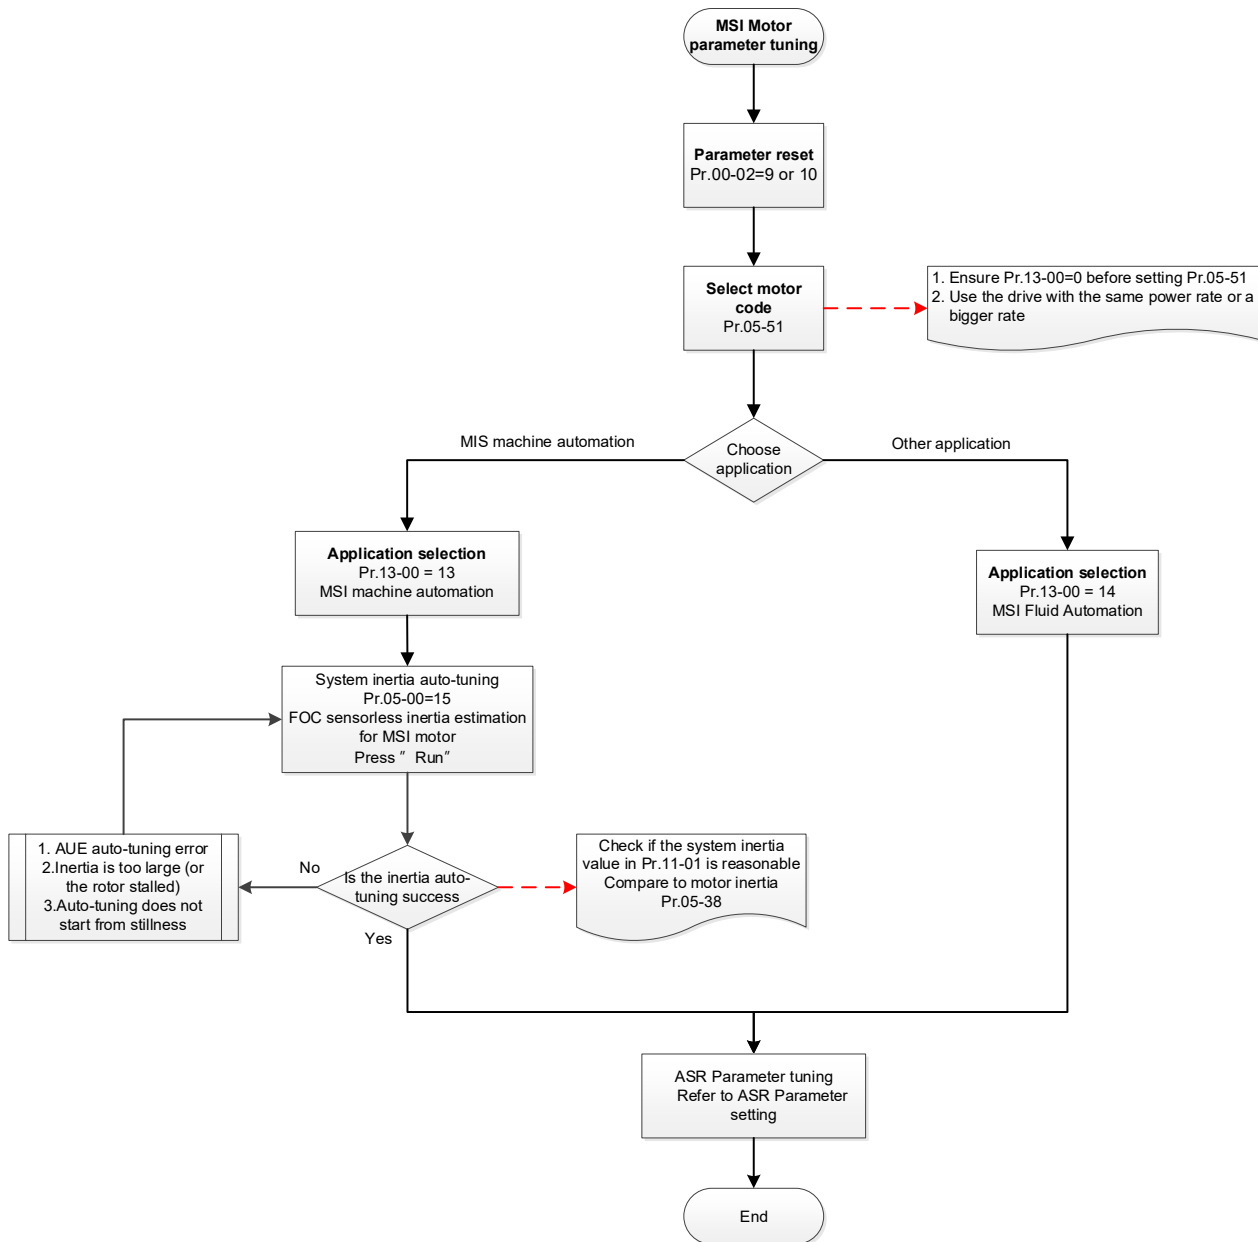 MSI Motor
parameter tuning
Parameter reset
Pr.00-02=9 or 10
Select motor
code
Pr.05-51
1. Ensure Pr.13-00=0 before setting Pr.05-51
2. Use the drive with the same power rate or a
bigger rate
Choose
application
MIS machine automation
Other application
Application selection
Pr.13-00 = 13
MSI machine automation
Application selection
Pr.13-00 = 14
MSI Fluid Automation
System inertia auto-tuning
Pr.05-00=15
FOC sensorless inertia estimation
for MSI motor
Press ” Run”
1. AUE auto-tuning error
2.Inertia is too large (or
the rotor stalled)
3.Auto-tuning does not
start from stillness
No
Is the inertia auto-
tuning success
Yes
Check if the system inertia
value in Pr.11-01 is reasonable
Compare to motor inertia
Pr.05-38
ASR Parameter tuning
Refer to ASR Parameter
setting
End